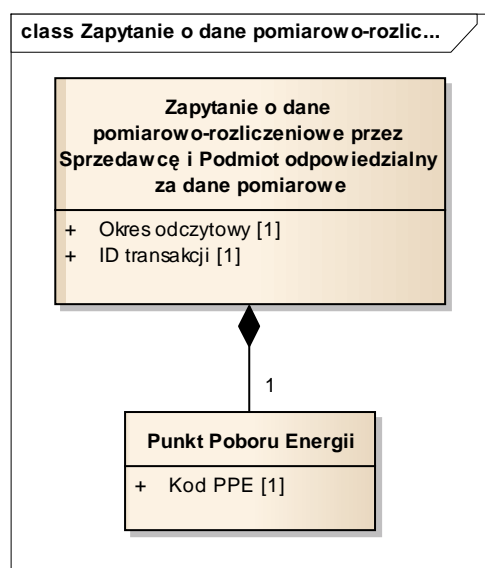 class Zapytanie o dane pomiarowo-rozlic...
Zapytanie o dane
pomiarowo-rozliczeniowe przez
Sprzedawcę i Podmiot odpowiedzialny
za dane pomiarowe
+ Okres odczytowy [1]
+ ID transakcji [1]
1
Punkt Poboru Energii
+ Kod PPE [1]